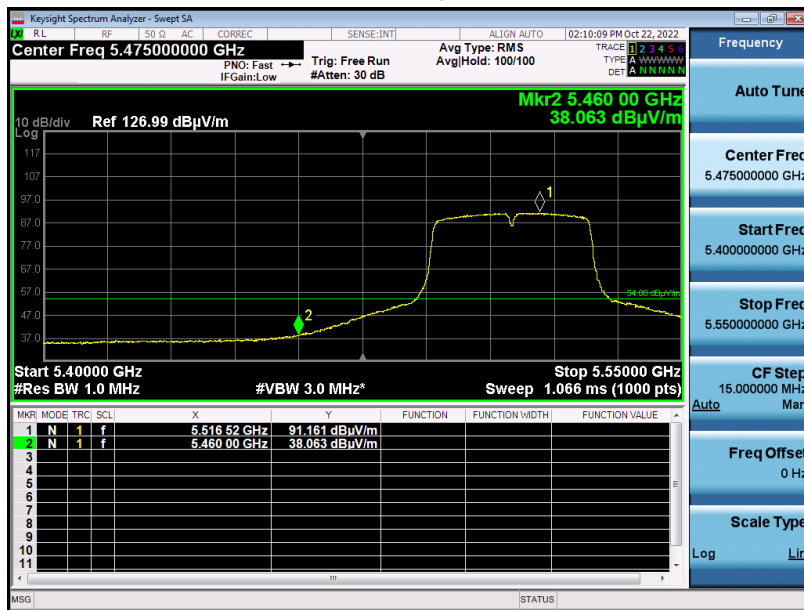 Keysight Spectrum Analyzer - Swept SA
LXI RL RF 50 Ω AC CORREC SENSE:INT ALIGN AUTO 02:10:09 PM Oct 22, 2022
Center Freq 5.475000000 GHz
PNO: Fast
IFGain:Low
Trig: Free Run
#Atten: 30 dB
Avg Type: RMS
Avg|Hold: 100/100
TRACE 1 2 3 4 5 6
TYPE A WWWWW
DET A N N N N N
Mkr2 5.460 00 GHz
38.063 dBµV/m
10 dB/div Ref 126.99 dBµV/m
Log
117
107
97.0
87.0
77.0
67.0
57.0
47.0
37.0
1
2
54.00 dBµV/m
Start 5.40000 GHz Stop 5.55000 GHz
#Res BW 1.0 MHz #VBW 3.0 MHz* Sweep 1.066 ms (1000 pts)
MKR MODE TRC SCL X Y FUNCTION FUNCTION WIDTH FUNCTION VALUE
1 N 1 f 5.516 52 GHz 91.161 dBµV/m
2 N 1 f 5.460 00 GHz 38.063 dBµV/m
3
4
5
6
7
8
9
10
11
MSG STATUS
Frequency
Auto Tune
Center Freq
5.475000000 GHz
Start Freq
5.400000000 GHz
Stop Freq
5.550000000 GHz
CF Step
15.000000 MHz
Auto Man
Freq Offset
0 Hz
Scale Type
Log Lin